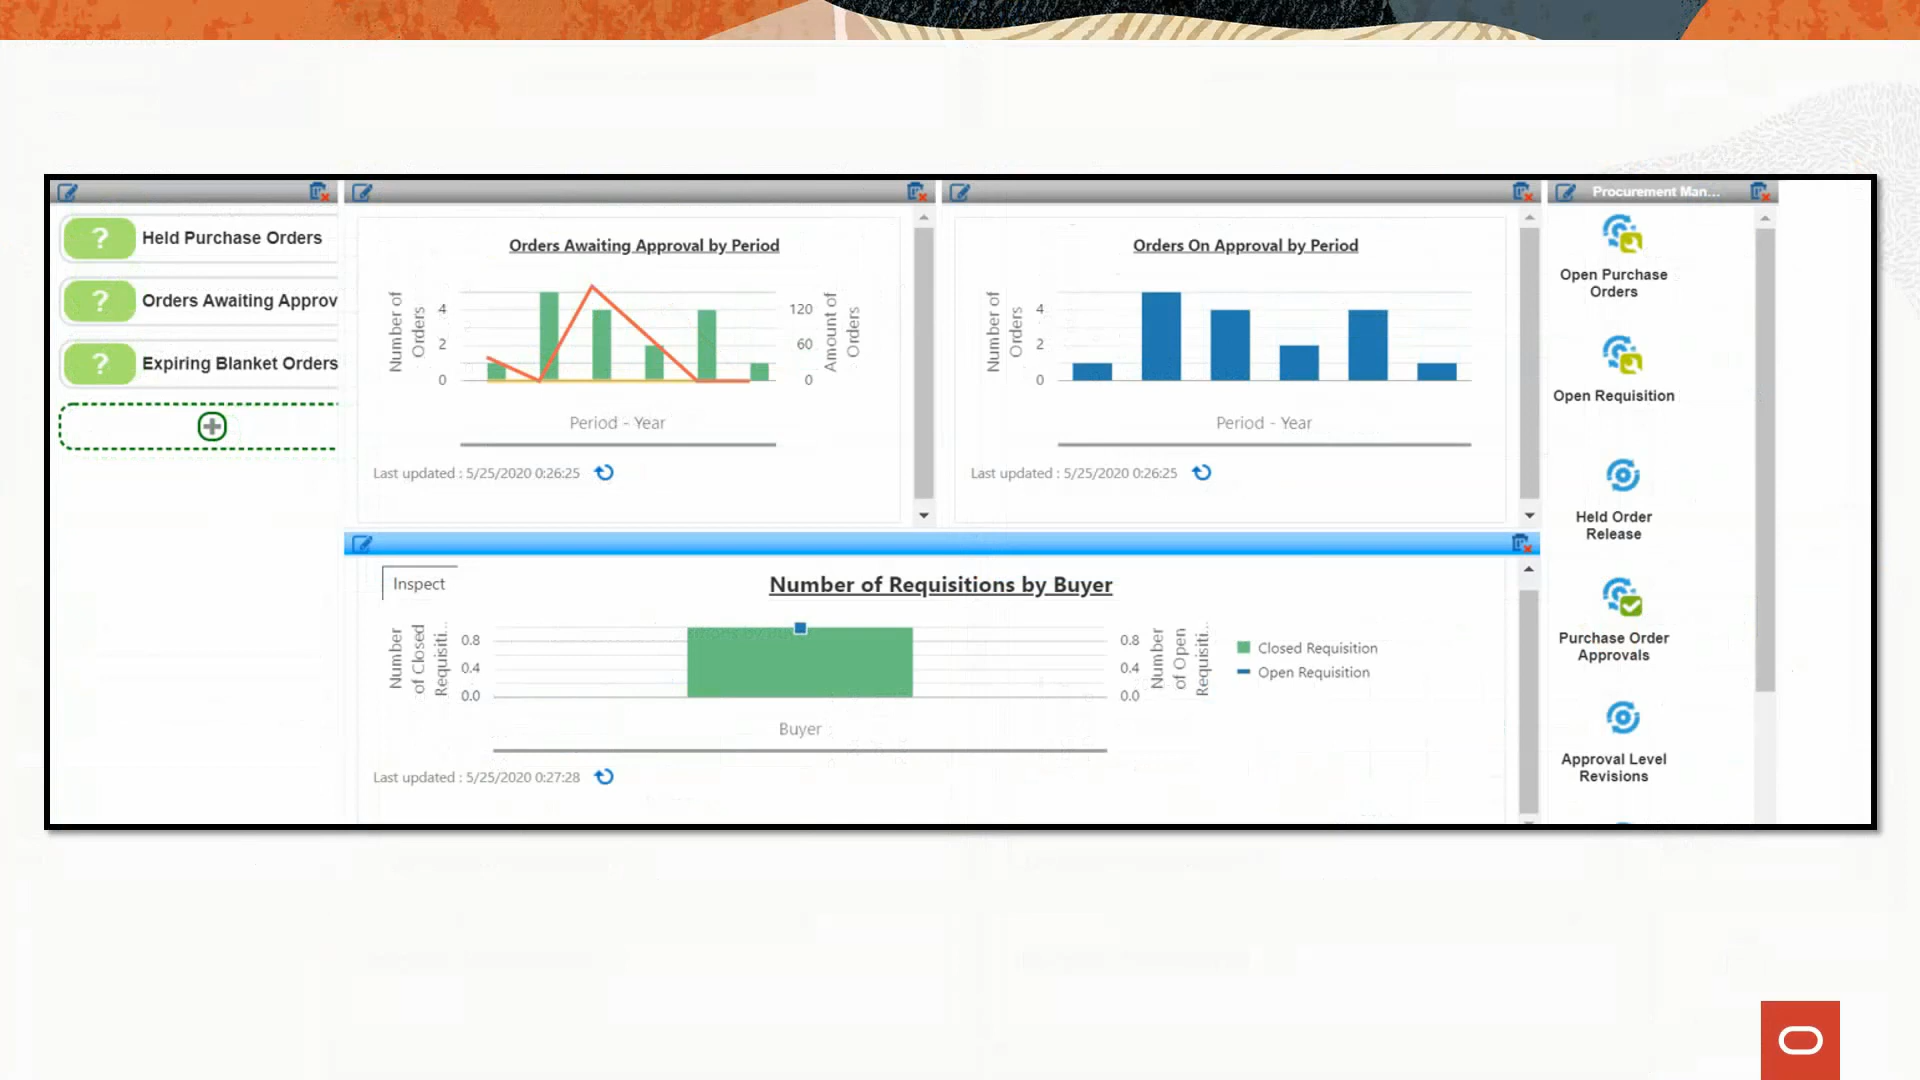 Procurement Man...
?
Held Purchase Orders
?
Orders Awaiting Approv
?
Expiring Blanket Orders
Orders Awaiting Approval by Period
Number of
Orders
4
2
0
120
60
0
Amount of
Orders
Period - Year
Last updated : 5/25/2020 0:26:25
Orders On Approval by Period
Number of
Orders
4
2
0
Period - Year
Last updated : 5/25/2020 0:26:25
Inspect
Number of Requisitions by Buyer
Number
of Closed
Requisiti...
0.8
0.4
0.0
0.8
0.4
0.0
Number
of Open
Requisiti...
Closed Requisition
Open Requisition
Buyer
Last updated : 5/25/2020 0:27:28
Open Purchase
Orders
Open Requisition
Held Order
Release
Purchase Order
Approvals
Approval Level
Revisions